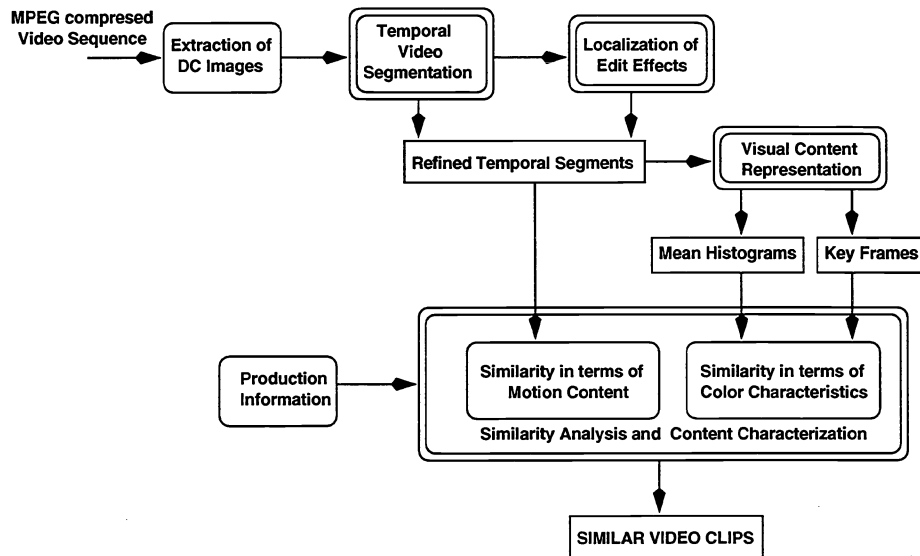 MPEG compresed
Video Sequence
Extraction of
DC Images
Temporal
Video
Segmentation
Localization of
Edit Effects
Refined Temporal Segments
Visual Content
Representation
Mean Histograms
Key Frames
Production
Information
Similarity in terms of
Motion Content
Similarity in terms of
Color Characteristics
Similarity Analysis and Content Characterization
SIMILAR VIDEO CLIPS